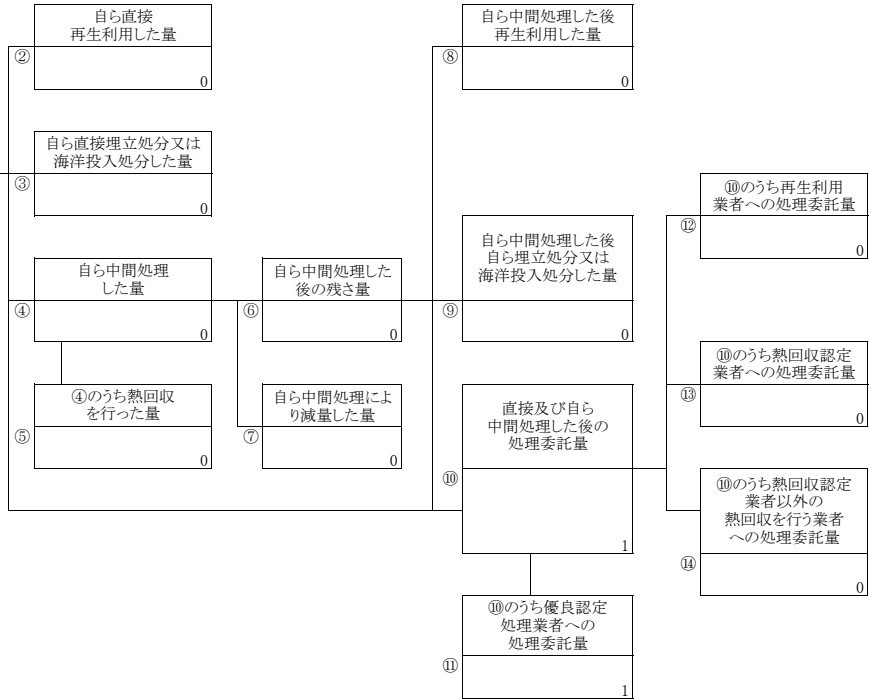 自ら直接
再生利用した量
②
0
自ら直接埋立処分又は
海洋投入処分した量
③
0
自ら中間処理
した量
④
0
④のうち熱回収
を行った量
⑤
0
自ら中間処理した
後の残さ量
⑥
0
自ら中間処理によ
り減量した量
⑦
0
自ら中間処理した後
再生利用した量
⑧
0
自ら中間処理した後
自ら埋立処分又は
海洋投入処分した量
⑨
0
直接及び自ら
中間処理した後の
処理委託量
⑩
1
⑩のうち優良認定
処理業者への
処理委託量
⑪
1
⑩のうち再生利用
業者への処理委託量
⑫
0
⑩のうち熱回収認定
業者への処理委託量
⑬
0
⑩のうち熱回収認定
業者以外の
熱回収を行う業者
への処理委託量
⑭
0